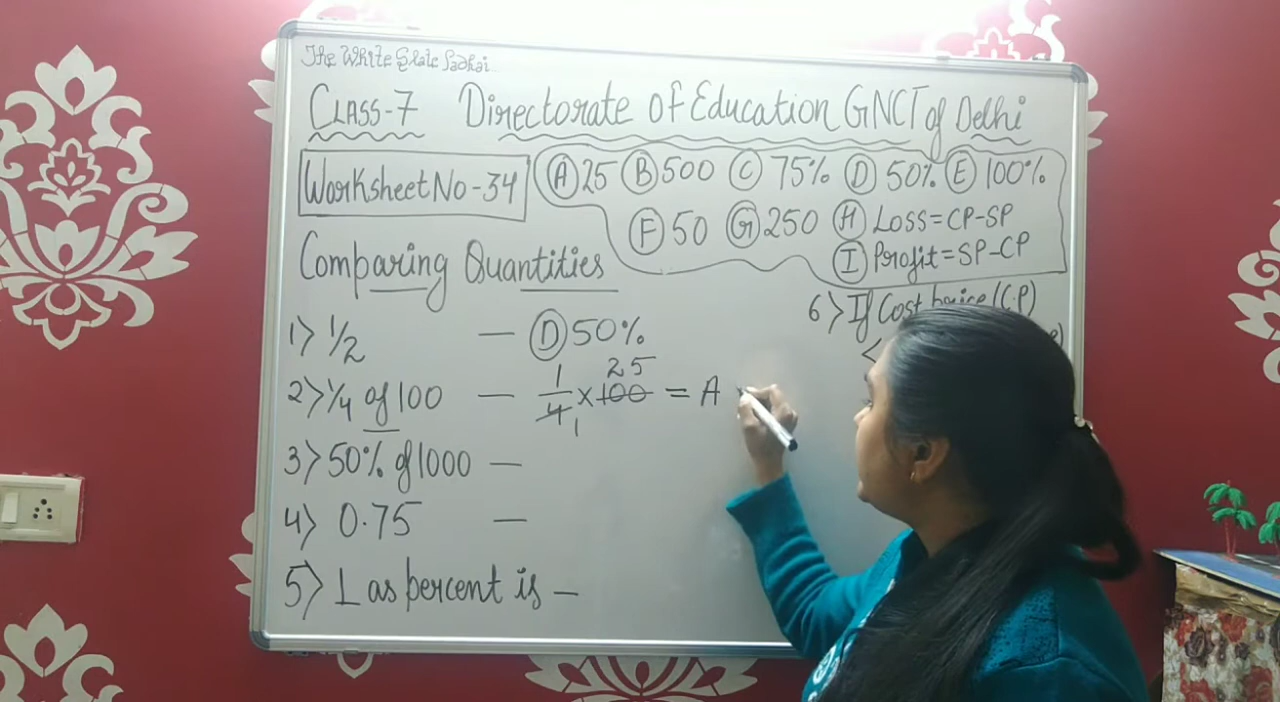 The White Slate Padhai
CLASS-7 Directorate of Education GNCT of Delhi
Worksheet No-34
(A) 25 (B) 500 (C) 75% (D) 50% (E) 100%
(F) 50 (G) 250 (H) Loss=CP-SP
(I) Profit=SP-CP
Comparing Quantities
1> 1/2 — (D) 50%
2> 1/4 of 100 — 1/4 1 × 100 25 = A
3> 50% of 1000 —
4> 0.75 —
5> 1 as percent is —
6> If Cost price (C.P)
<